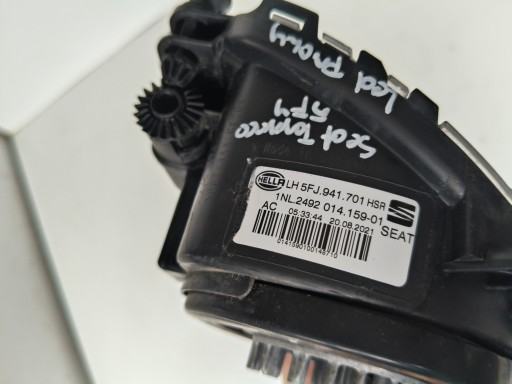 Led Prawy
Seat Tarraco
5FJ
HELLA LH 5FJ.941.701 HSR
1NL.2492 014.159-01
AC 05:33:44 20.08.2021 SEAT